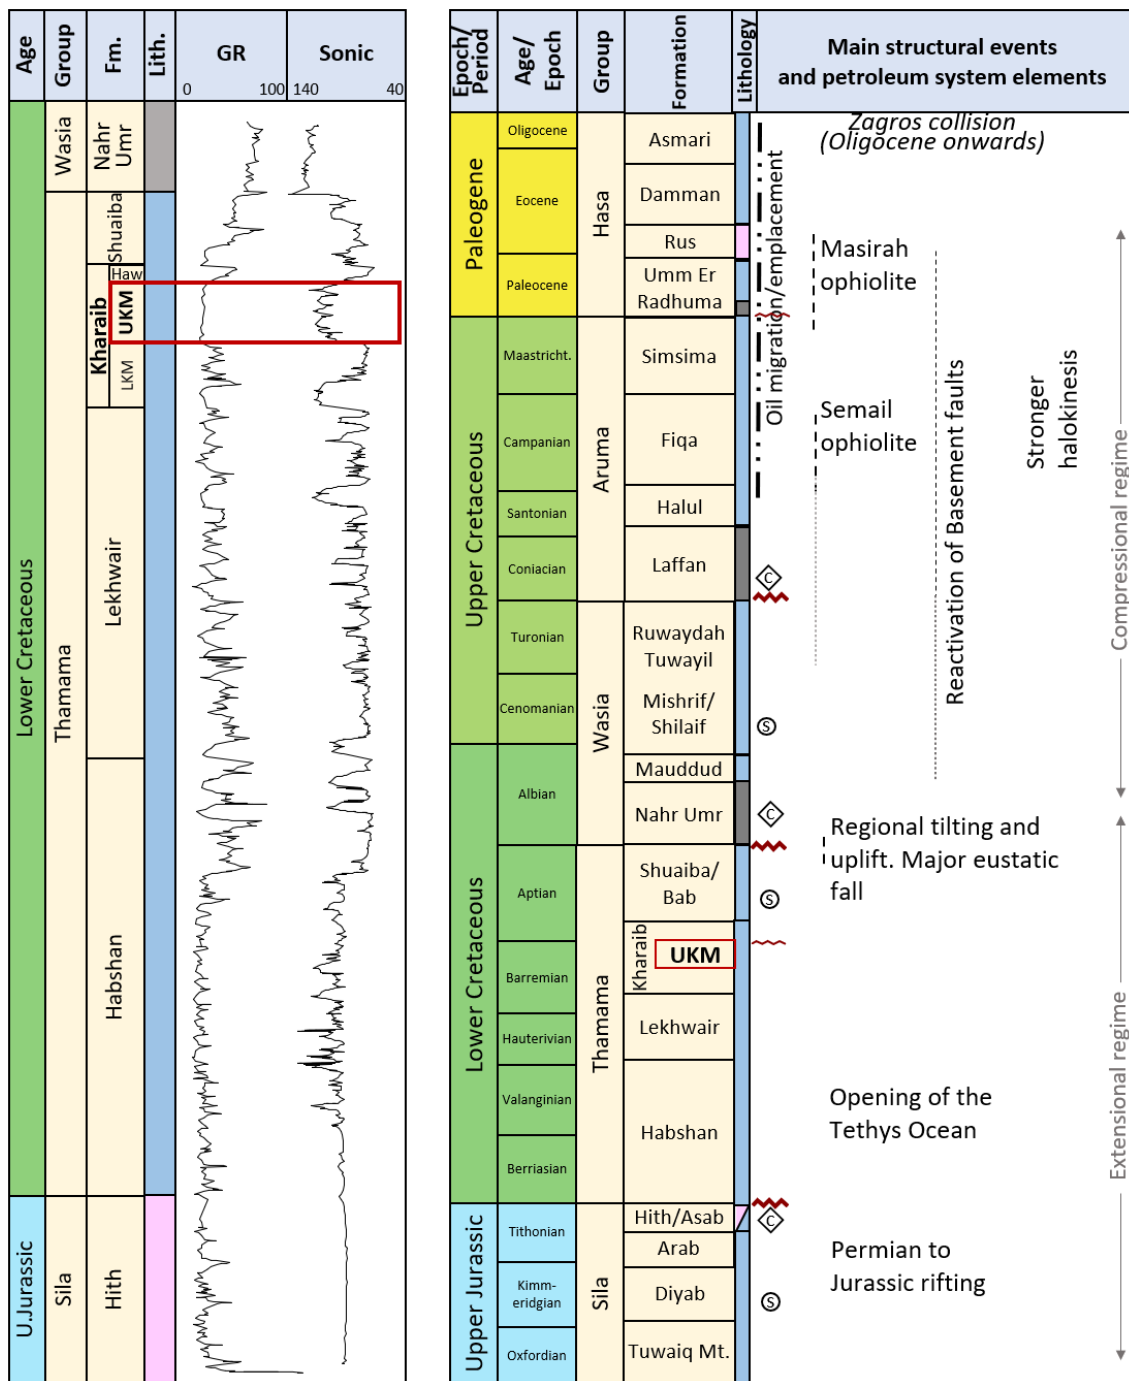 Age
Group
Fm.
Lith.
GR
Sonic
0
100
140
40
Lower Cretaceous
U.Jurassic
Wasia
Thamama
Sila
Nahr
Umr
Shuaiba
Kharaib
Haw
UKM
LKM
Lekhwair
Habshan
Hith
Epoch/
Period
Age/
Epoch
Group
Formation
Lithology
Main structural events
and petroleum system elements
Paleogene
Upper Cretaceous
Lower Cretaceous
Upper Jurassic
Oligocene
Eocene
Paleocene
Maastricht.
Campanian
Santonian
Coniacian
Turonian
Cenomanian
Albian
Aptian
Barremian
Hauterivian
Valanginian
Berriasian
Tithonian
Kimm-
eridgian
Oxfordian
Hasa
Aruma
Wasia
Thamama
Sila
Asmari
Damman
Rus
Umm Er
Radhuma
Simsima
Fiqa
Halul
Laffan
Ruwaydah
Tuwayil
Mishrif/
Shilaif
Mauddud
Nahr Umr
Shuaiba/
Bab
Kharaib
UKM
Lekhwair
Habshan
Hith/Asab
Arab
Diyab
Tuwaiq Mt.
Zagros collision
(Oligocene onwards)
Oil migration/emplacement
Masirah
ophiolite
Semail
ophiolite
Reactivation of Basement faults
Stronger
halokinesis
Compressional regime
C
S
C
Regional tilting and
uplift. Major eustatic
fall
S
Opening of the
Tethys Ocean
Extensional regime
C
Permian to
Jurassic rifting
S